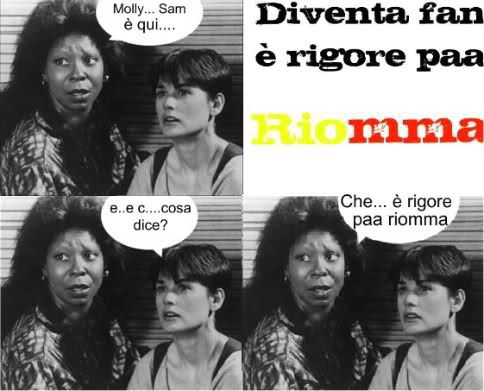 Molly... Sam
è qui....
Diventa fan
è rigore paa
Riomma
e..e c....cosa
dice?
Che... è rigore
paa riomma